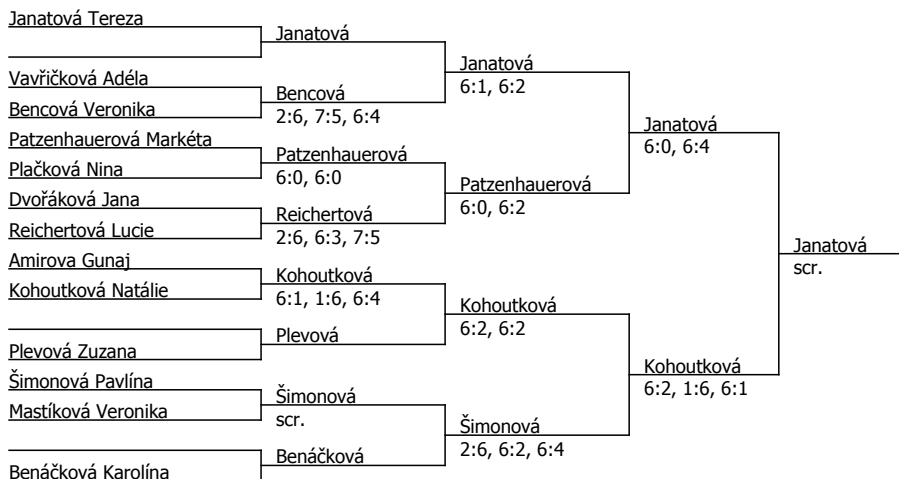 Janatová Tereza
Vavřičková Adéla
Bencová Veronika
Patzenhauerová Markéta
Plačková Nina
Dvořáková Jana
Reichertová Lucie
Amirova Gunaj
Kohoutková Natálie
Plevová Zuzana
Šimonová Pavlína
Mastíková Veronika
Benáčková Karolína
Janatová
Bencová
2:6, 7:5, 6:4
Patzenhauerová
6:0, 6:0
Reichertová
2:6, 6:3, 7:5
Kohoutková
6:1, 1:6, 6:4
Plevová
Šimonová
scr.
Benáčková
Janatová
6:1, 6:2
Patzenhauerová
6:0, 6:2
Kohoutková
6:2, 6:2
Šimonová
2:6, 6:2, 6:4
Janatová
6:0, 6:4
Kohoutková
6:2, 1:6, 6:1
Janatová
scr.